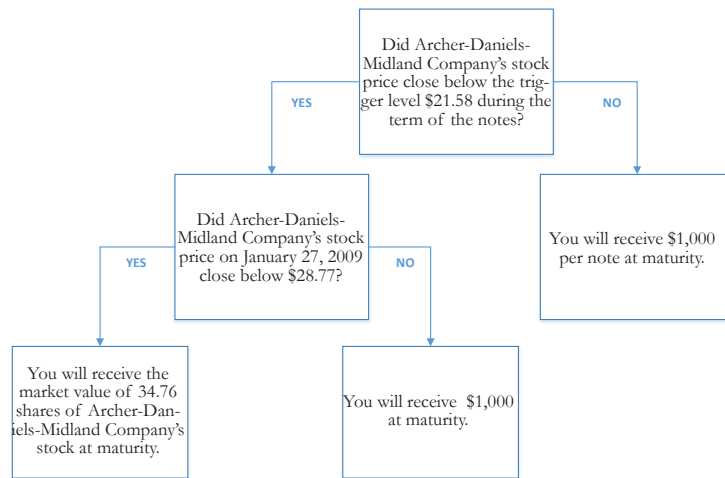 Did Archer-Daniels-
Midland Company's stock
price close below the trig-
ger level $21.58 during the
term of the notes?
YES
NO
Did Archer-Daniels-
Midland Company's stock
price on January 27, 2009
close below $28.77?
You will receive $1,000
per note at maturity.
YES
NO
You will receive the
market value of 34.76
shares of Archer-Dan-
iels-Midland Company's
stock at maturity.
You will receive $1,000
at maturity.